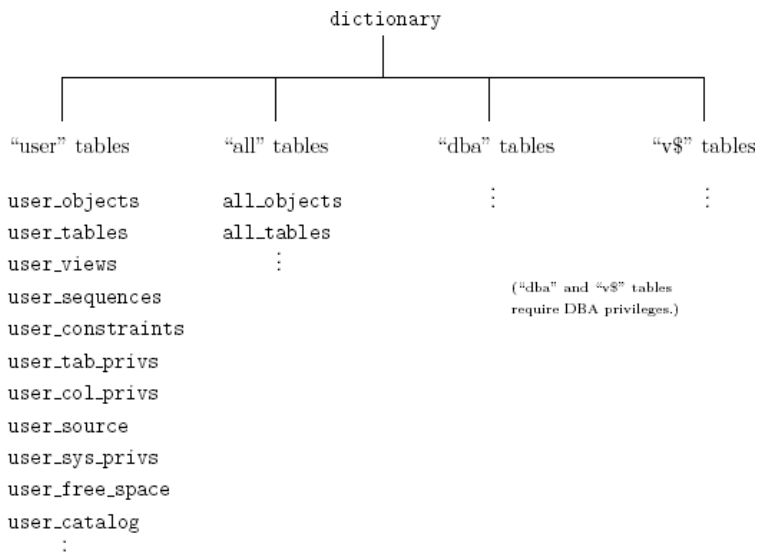 dictionary
“user” tables “all” tables “dba” tables “v$” tables
user_objects all_objects ⋮ ⋮
user_tables all_tables
user_views ⋮
(“dba” and “v$” tables
user_sequences
require DBA privileges.)
user_constraints
user_tab_privs
user_col_privs
user_source
user_sys_privs
user_free_space
user_catalog
⋮